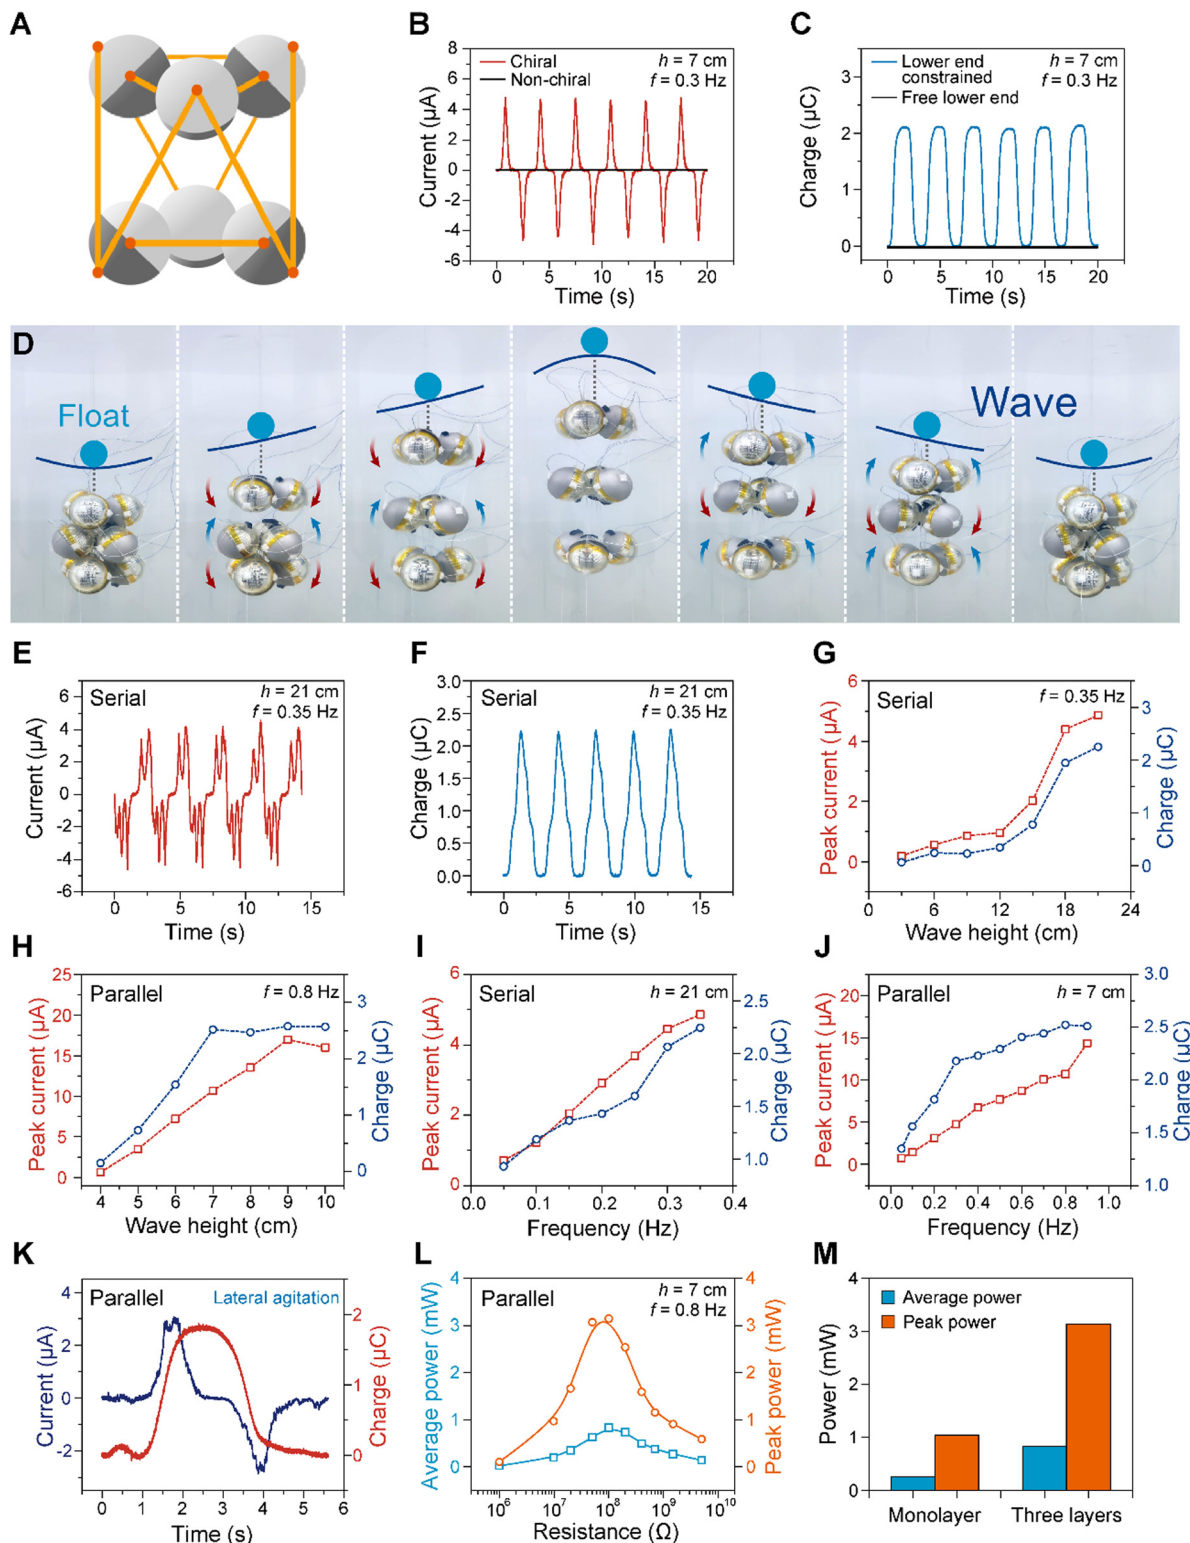 A
B
8
6
4
2
0
-2
-4
-6
Current (μA)
Chiral
Non-chiral
h = 7 cm
f = 0.3 Hz
0 5 10 15 20
Time (s)
C
3
2
1
0
Charge (μC)
Lower end
constrained
Free lower end
h = 7 cm
f = 0.3 Hz
0 5 10 15 20
Time (s)
D
Float
Wave
E
6
4
2
0
-2
-4
-6
Current (μA)
Serial
h = 21 cm
f = 0.35 Hz
0 5 10 15
Time (s)
F
3.0
2.5
2.0
1.5
1.0
0.5
0.0
Charge (μC)
Serial
h = 21 cm
f = 0.35 Hz
0 5 10 15
Time (s)
G
6
4
2
0
Peak current (μA)
Serial
f = 0.35 Hz
3
2
1
0
Charge (μC)
0 6 12 18 24
Wave height (cm)
H
25
20
15
10
5
0
Peak current (μA)
Parallel
f = 0.8 Hz
3
2
1
0
Charge (μC)
4 5 6 7 8 9 10
Wave height (cm)
I
6
4
2
0
Peak current (μA)
Serial
h = 21 cm
2.5
2.0
1.5
1.0
Charge (μC)
0.0 0.1 0.2 0.3 0.4
Frequency (Hz)
J
20
15
10
5
0
Peak current (μA)
Parallel
h = 7 cm
3.0
2.5
2.0
1.5
1.0
Charge (μC)
0.0 0.2 0.4 0.6 0.8 1.0
Frequency (Hz)
K
4
2
0
-2
Current (μA)
Parallel
Lateral agitation
2
1
0
Charge (μC)
0 1 2 3 4 5 6
Time (s)
L
4
3
2
1
0
Average power (mW)
Parallel
h = 7 cm
f = 0.8 Hz
4
3
2
1
0
Peak power (mW)
10⁶ 10⁷ 10⁸ 10⁹ 10¹⁰
Resistance (Ω)
M
4
3
2
1
0
Power (mW)
Average power
Peak power
Monolayer Three layers